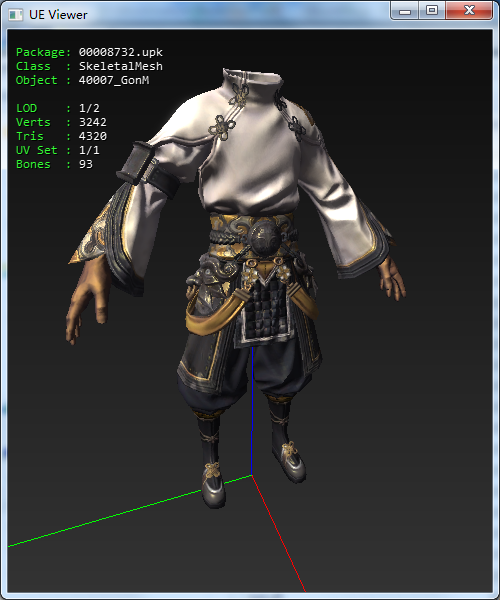 UE Viewer
Package: 00008732.upk
Class : SkeletalMesh
Object : 40007_GonM
LOD : 1/2
Verts : 3242
Tris : 4320
UV Set : 1/1
Bones : 93